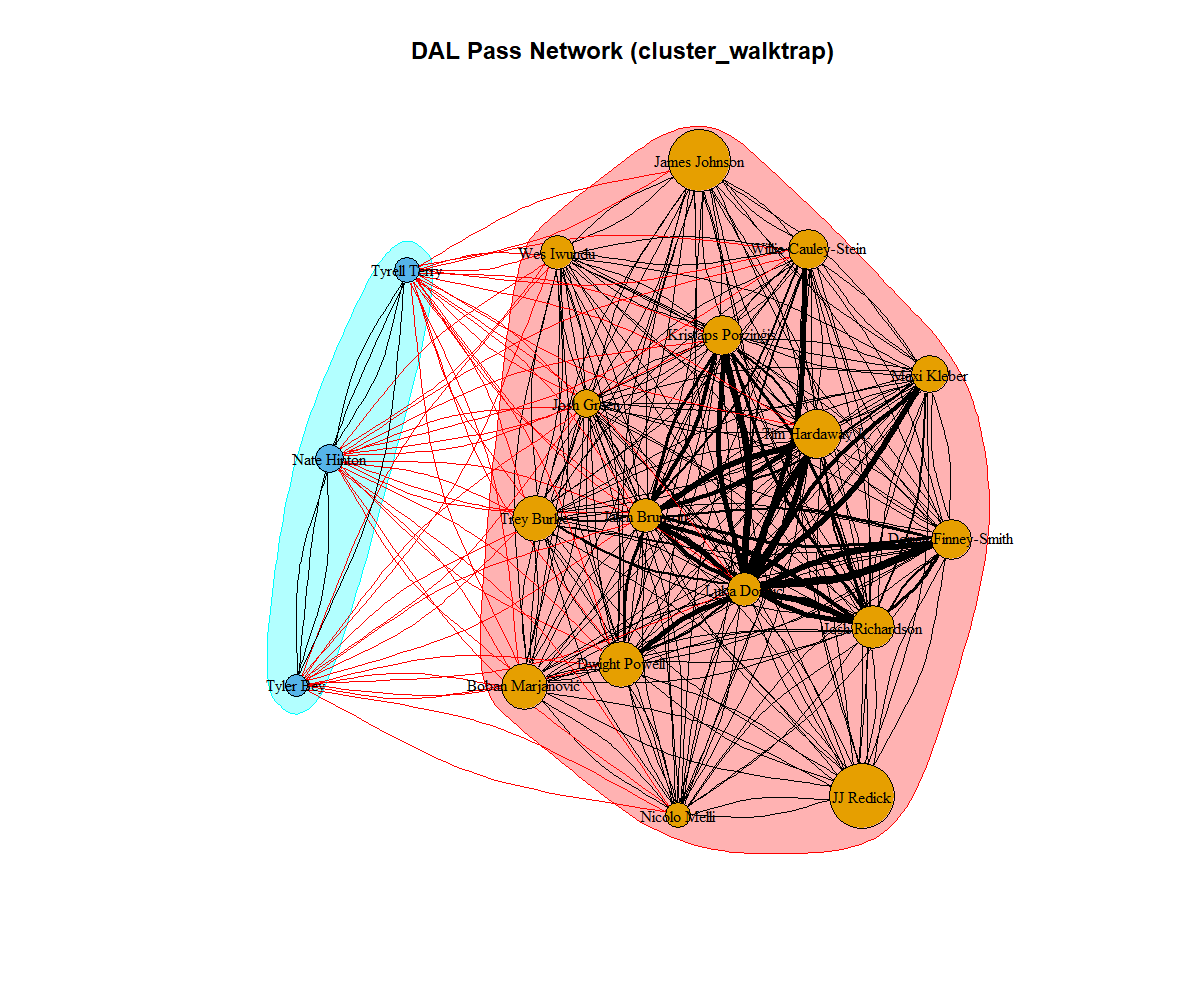 DAL Pass Network (cluster_walktrap)
James Johnson
Wes Iwundu
Willie Cauley-Stein
Tyrell Terry
Kristaps Porzingis
Maxi Kleber
Josh Green
Tim Hardaway
Nate Hinton
Trey Burke
Jalen Brunson
Finney-Smith
Luka Doncic
Josh Richardson
Dwight Powell
Boban Marjanović
Tyler Bey
JJ Redick
Nicolo Melli